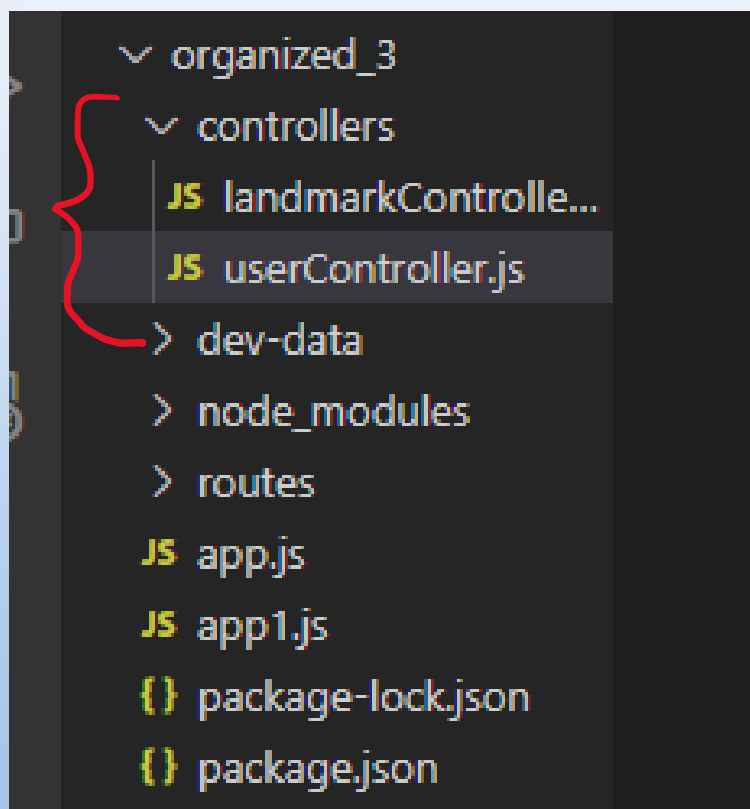 organized_3
controllers
JS landmarkControlle...
JS userController.js
dev-data
node_modules
routes
JS app.js
JS app1.js
{} package-lock.json
{} package.json